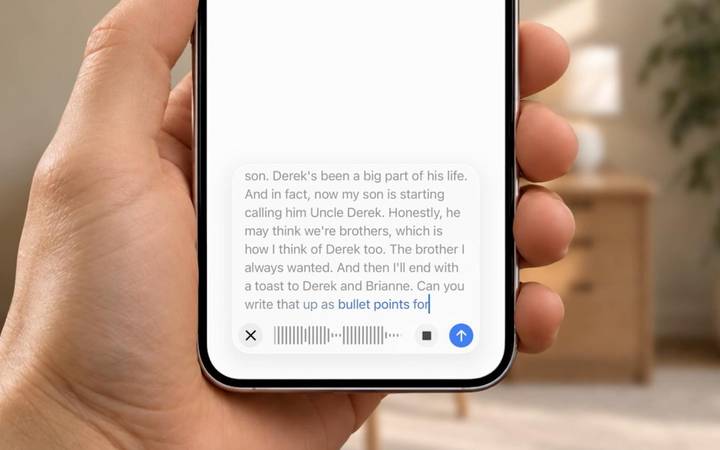 son. Derek's been a big part of his life.
And in fact, now my son is starting
calling him Uncle Derek. Honestly, he
may think we're brothers, which is
how I think of Derek too. The brother I
always wanted. And then I'll end with
a toast to Derek and Brianne. Can you
write that up as bullet points for